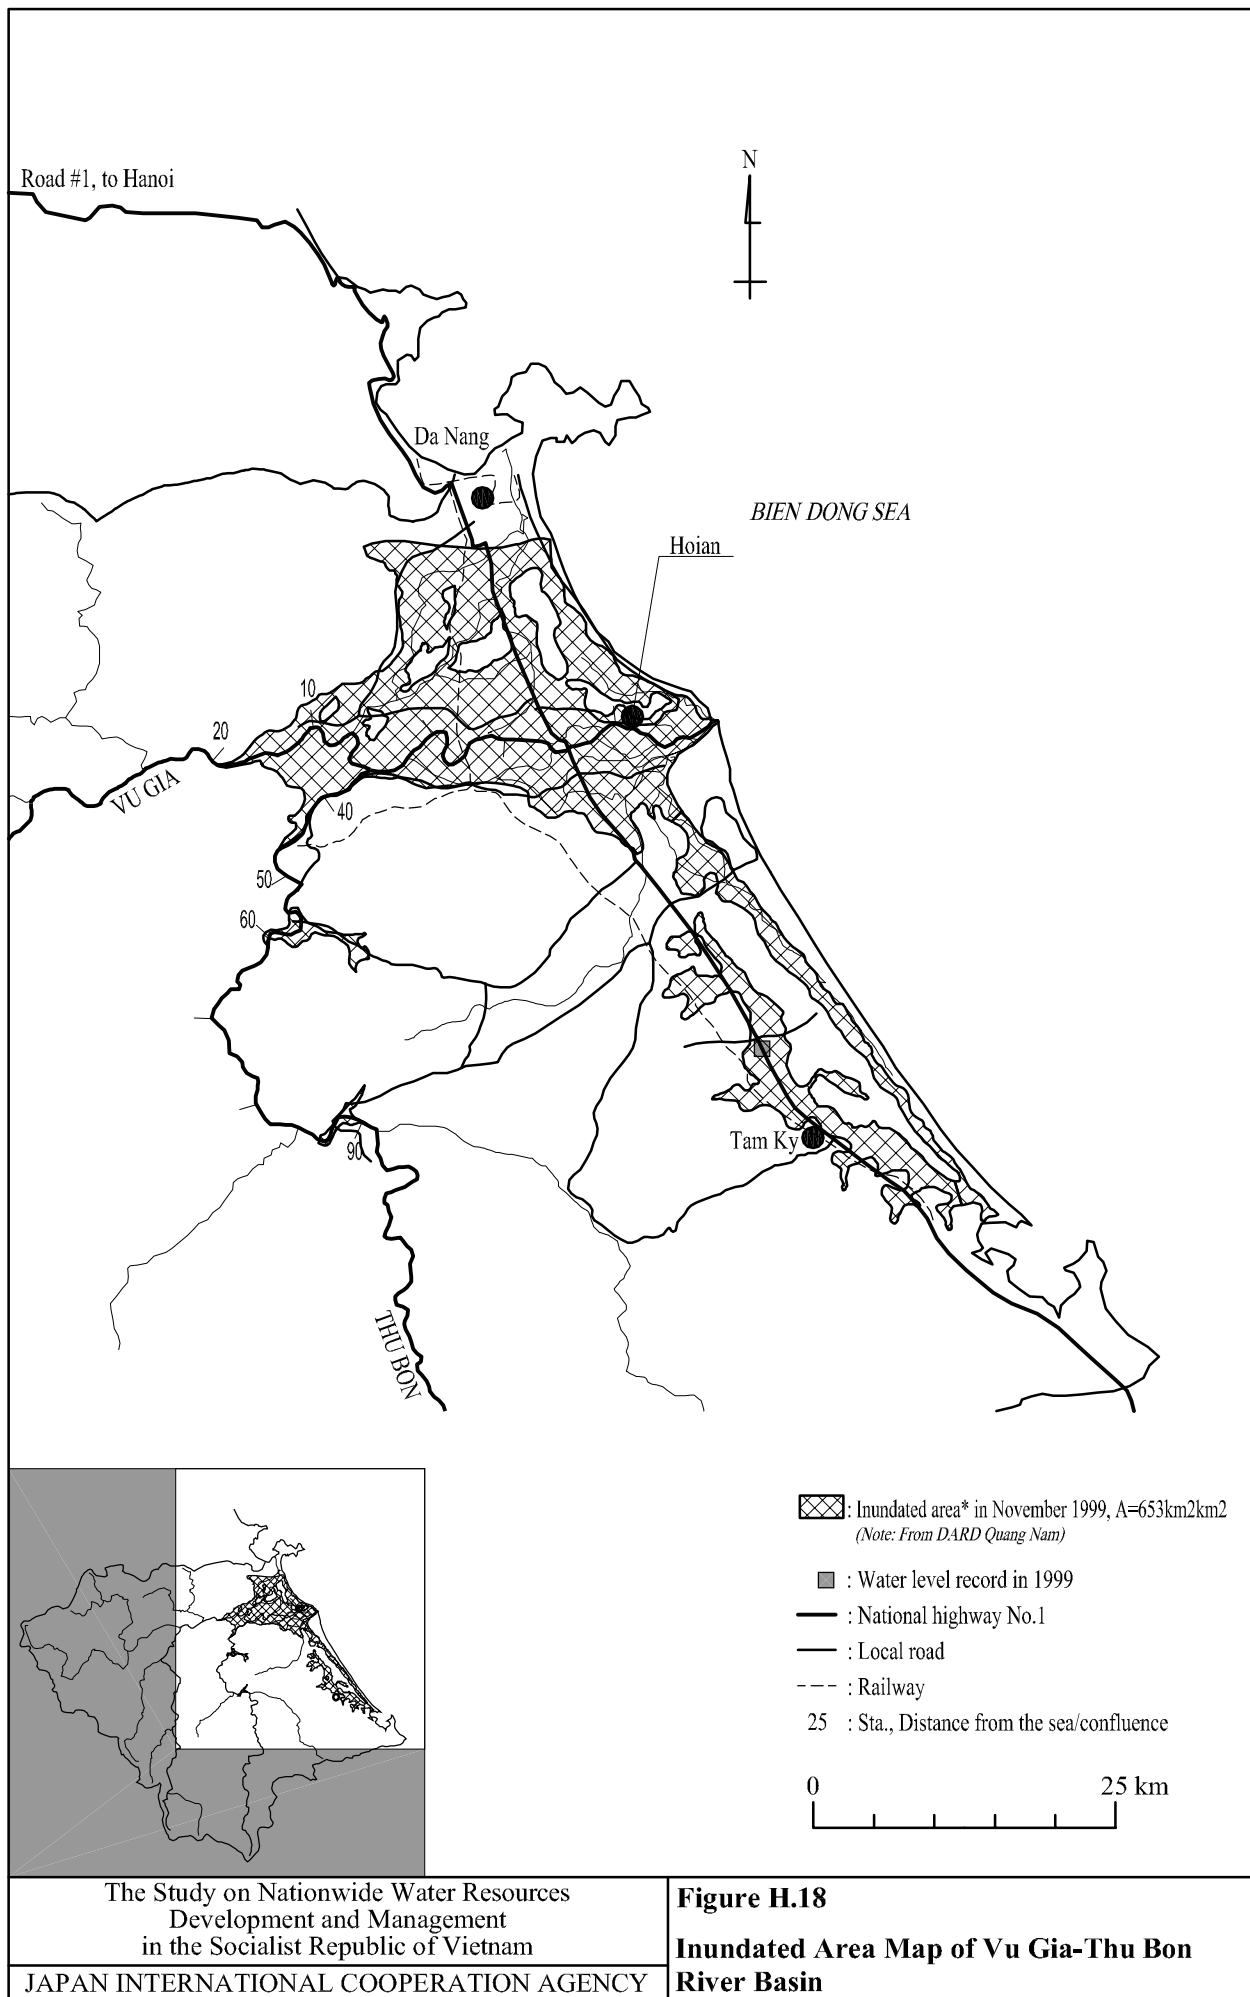 N
Road #1, to Hanoi
Da Nang
BIEN DONG SEA
Hoian
10
20
VU GIA
40
50
60
Tam Ky
90
THU BON
: Inundated area* in November 1999, A=653km2km2
(Note: From DARD Quang Nam)
: Water level record in 1999
: National highway No.1
: Local road
: Railway
25 : Sta., Distance from the sea/confluence
0 25 km
The Study on Nationwide Water Resources
Development and Management
in the Socialist Republic of Vietnam
JAPAN INTERNATIONAL COOPERATION AGENCY
Figure H.18
Inundated Area Map of Vu Gia-Thu Bon
River Basin